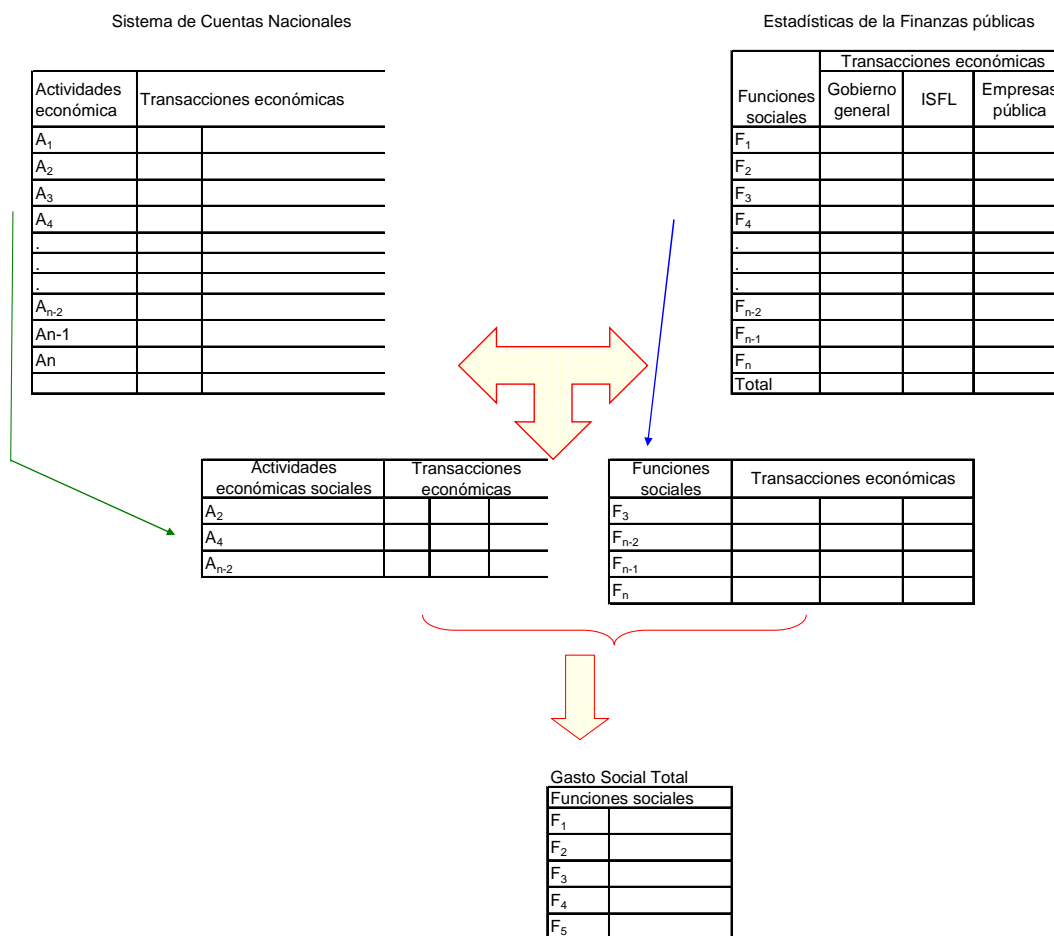 Sistema de Cuentas Nacionales
Estadísticas de la Finanzas públicas
Actividades
económica
Transacciones económicas
A1
A2
A3
A4
.
.
.
An-2
An-1
An
Transacciones económicas
Funciones
sociales
Gobierno
general
ISFL
Empresas
pública
F1
F2
F3
F4
.
.
.
Fn-2
Fn-1
Fn
Total
Actividades
económicas sociales
Transacciones
económicas
A2
A4
An-2
Funciones
sociales
Transacciones económicas
F3
Fn-2
Fn-1
Fn
Gasto Social Total
Funciones sociales
F1
F2
F3
F4
F5